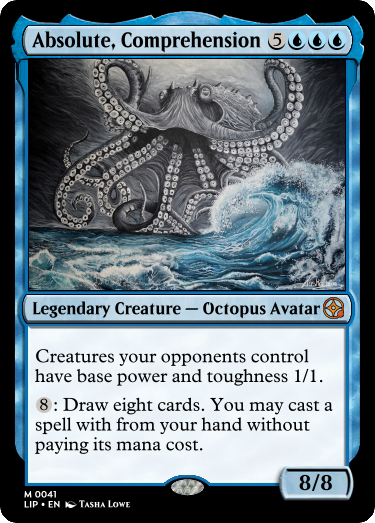 Absolute, Comprehension 5
Legendary Creature — Octopus Avatar
Creatures your opponents control
have base power and toughness 1/1.
8: Draw eight cards. You may cast a
spell with from your hand without
paying its mana cost.
8/8
M 0041
LIP • EN Tasha Lowe